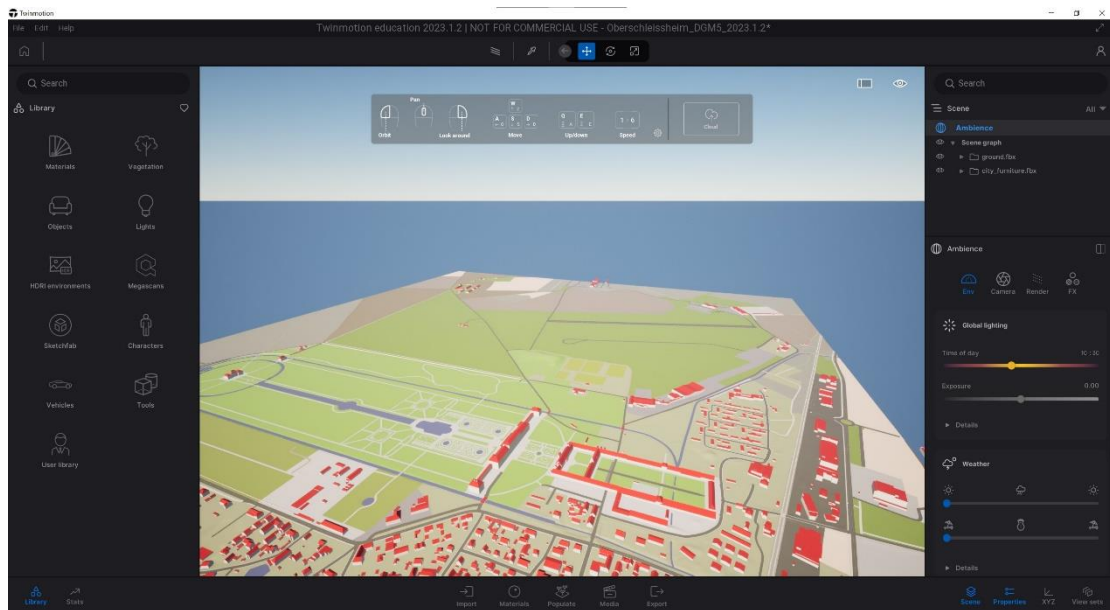 Twinmotion
File Edit Help
Twinmotion education 2023.1.2 | NOT FOR COMMERCIAL USE - Oberschleissheim_DGM5_2023.1.2*
Search
Library
Materials Vegetation
Objects Lights
HDRI environments Megascans
Sketchfab Characters
Vehicles Tools
User library
Pan
Orbit Look around Move Up/down Speed Cloud
Search
Scene All
Ambience
Scene graph
ground.fbx
city_furniture.fbx
Ambience
Env Camera Render FX
Global lighting
Time of day
Exposure 0.00
Details
Weather
Details
Library Stats Import Materials Populate Media Export Scene Properties XYZ View sets